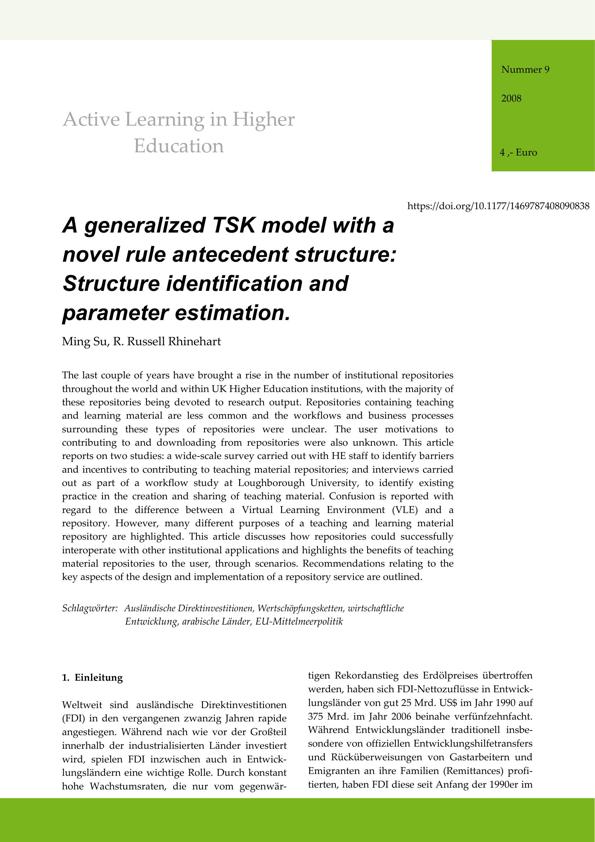 Nummer 9
2008
4 ,- Euro
Active Learning in Higher
Education
https://doi.org/10.1177/1469787408090838
A generalized TSK model with a
novel rule antecedent structure:
Structure identification and
parameter estimation.
Ming Su, R. Russell Rhinehart
The last couple of years have brought a rise in the number of institutional repositories
throughout the world and within UK Higher Education institutions, with the majority of
these repositories being devoted to research output. Repositories containing teaching
and learning material are less common and the workflows and business processes
surrounding these types of repositories were unclear. The user motivations to
contributing to and downloading from repositories were also unknown. This article
reports on two studies: a wide-scale survey carried out with HE staff to identify barriers
and incentives to contributing to teaching material repositories; and interviews carried
out as part of a workflow study at Loughborough University, to identify existing
practice in the creation and sharing of teaching material. Confusion is reported with
regard to the difference between a Virtual Learning Environment (VLE) and a
repository. However, many different purposes of a teaching and learning material
repository are highlighted. This article discusses how repositories could successfully
interoperate with other institutional applications and highlights the benefits of teaching
material repositories to the user, through scenarios. Recommendations relating to the
key aspects of the design and implementation of a repository service are outlined.
Schlagwörter: Ausländische Direktinvestitionen, Wertschöpfungsketten, wirtschaftliche
Entwicklung, arabische Länder, EU-Mittelmeerpolitik
1. Einleitung
Weltweit sind ausländische Direktinvestitionen
(FDI) in den vergangenen zwanzig Jahren rapide
angestiegen. Während nach wie vor der Großteil
innerhalb der industrialisierten Länder investiert
wird, spielen FDI inzwischen auch in Entwick-
lungsländern eine wichtige Rolle. Durch konstant
hohe Wachstumsraten, die nur vom gegenwär-
tigen Rekordanstieg des Erdölpreises übertroffen
werden, haben sich FDI-Nettozuflüsse in Entwick-
lungsländer von gut 25 Mrd. US$ im Jahr 1990 auf
375 Mrd. im Jahr 2006 beinahe verfünfzehnfacht.
Während Entwicklungsländer traditionell insbe-
sondere von offiziellen Entwicklungshilfetransfers
und Rücküberweisungen von Gastarbeitern und
Emigranten an ihre Familien (Remittances) profi-
tierten, haben FDI diese seit Anfang der 1990er im